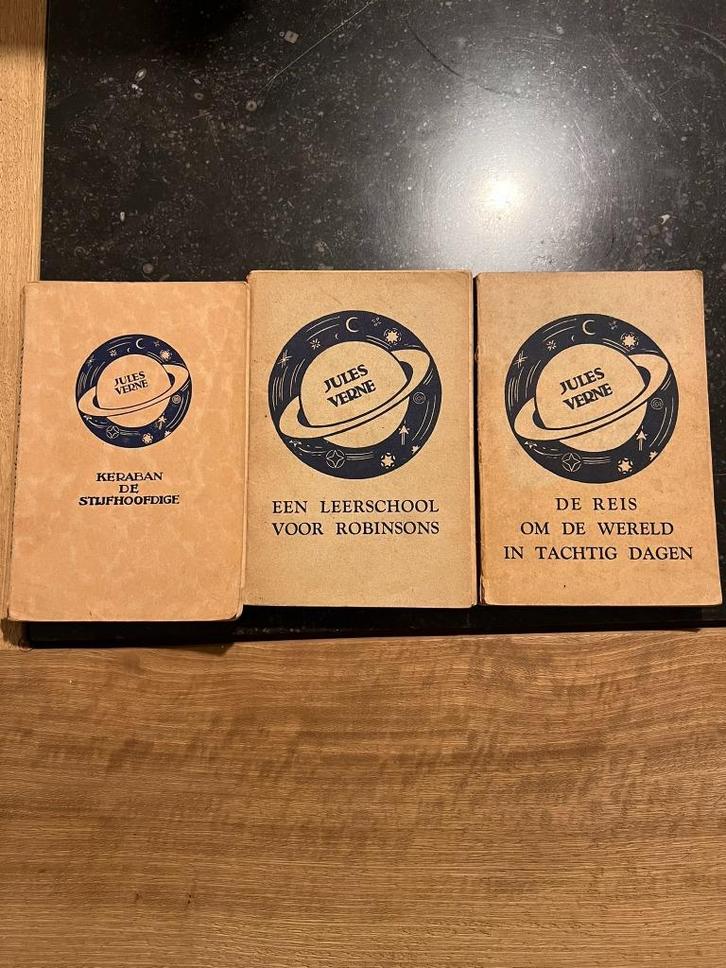 JULES
VERNE
KERABAN
DE
STIJFHOOFDIGE
JULES
VERNE
EEN LEERSCHOOL
VOOR ROBINSONS
JULES
VERNE
DE REIS
OM DE WERELD
IN TACHTIG DAGEN